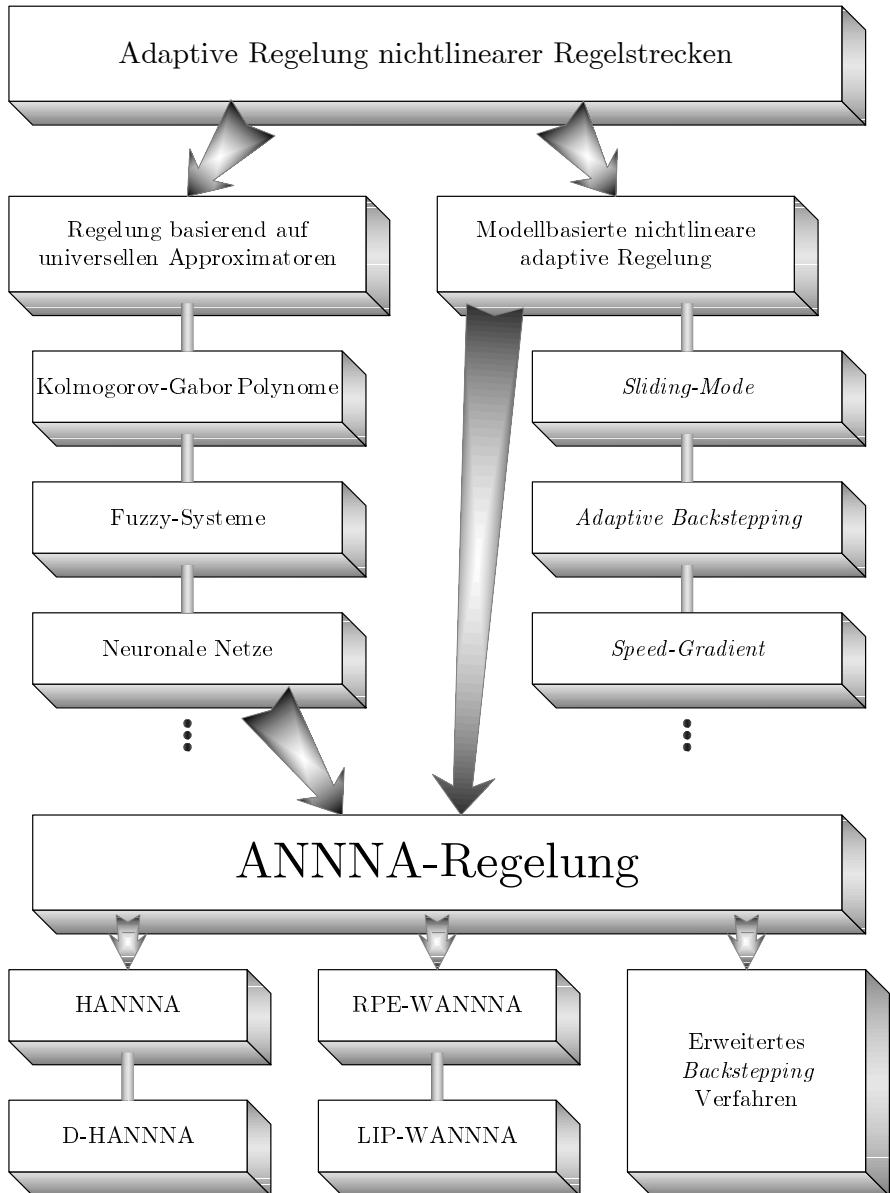 Adaptive Regelung nichtlinearer Regelstrecken
Regelung basierend auf
universellen Approximatoren
Modellbasierte nichtlineare
adaptive Regelung
Kolmogorov-Gabor Polynome
Sliding-Mode
Fuzzy-Systeme
Adaptive Backstepping
Neuronale Netze
Speed-Gradient
ANNNA-Regelung
HANNNA
RPE-WANNNA
Erweitertes
Backstepping
Verfahren
D-HANNNA
LIP-WANNNA